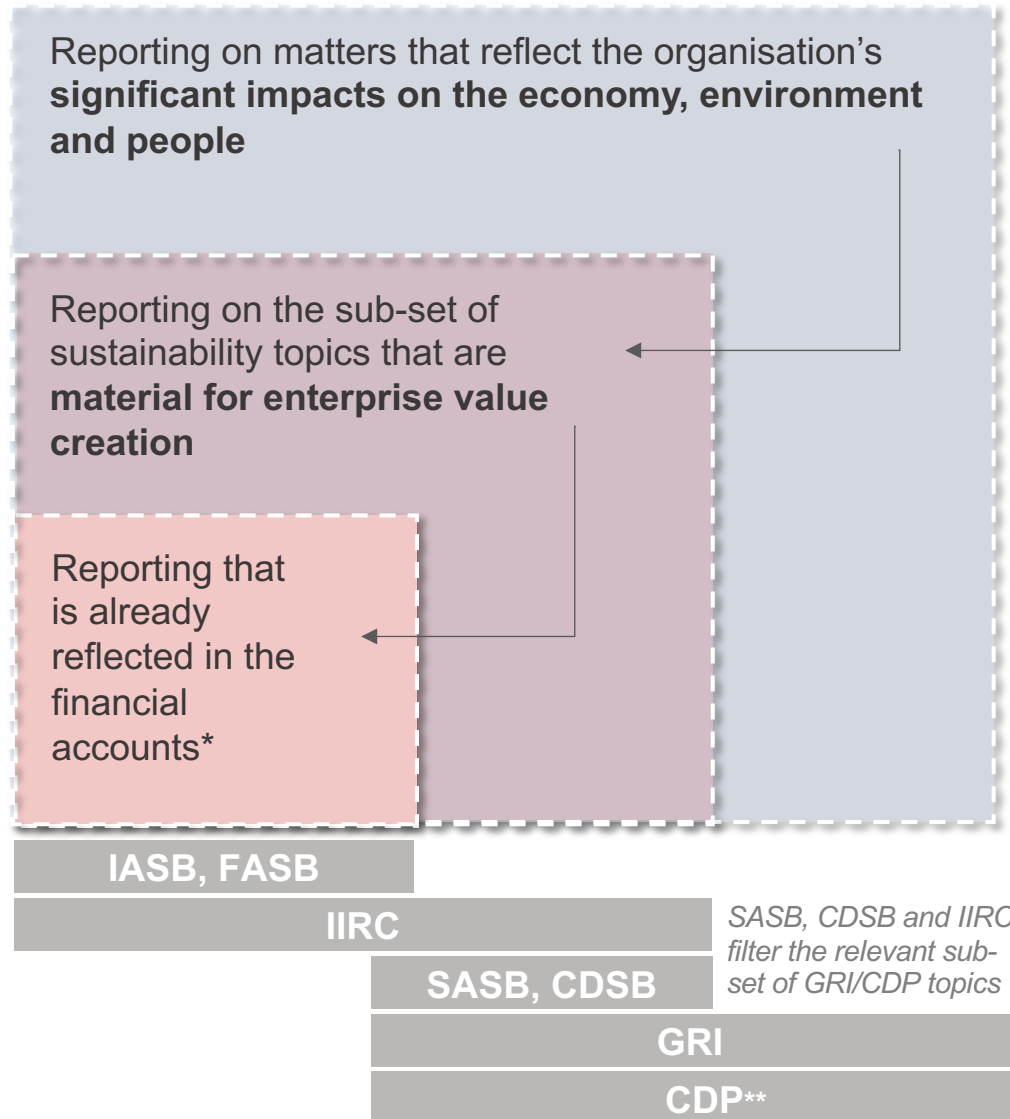 Reporting on matters that reflect the organisation’s
significant impacts on the economy, environment
and people
Reporting on the sub-set of
sustainability topics that are
material for enterprise value
creation
Reporting that
is already
reflected in the
financial
accounts*
IASB, FASB
IIRC
SASB, CDSB and IIRC
filter the relevant sub-
set of GRI/CDP topics
SASB, CDSB
GRI
CDP**